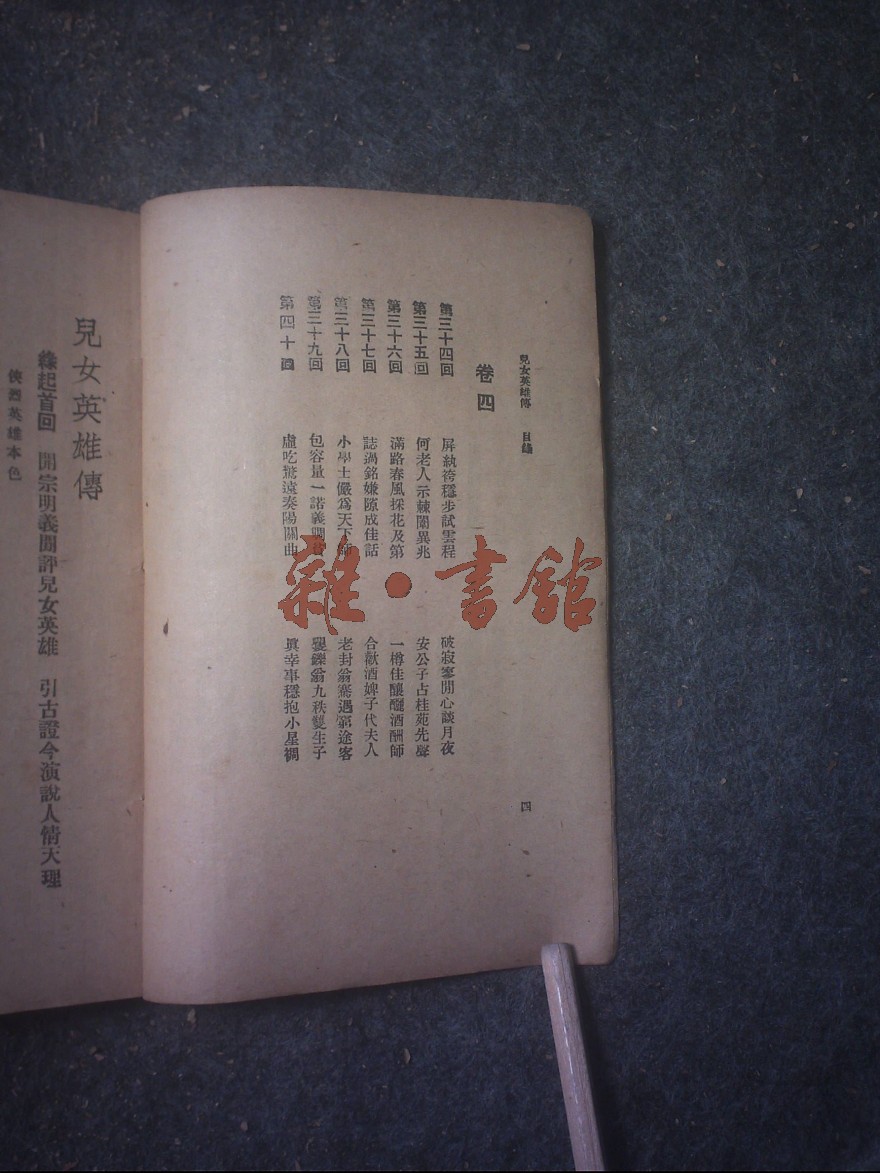 兒女英雄傳 目錄
四
卷四
第三十四回 屏紈袴穩步試雲程 破寂寥閒心談月夜
第三十五回 何老人示棘闈異兆 安公子占桂苑先聲
第三十六回 滿路春風採花及第 一樽佳釀釃酒酬師
第三十七回 誌過銘嫌隙成佳話 合歡酒婢子代夫人
第三十八回 小學士儼爲天下師 老封翁驀遇窮途客
第三十九回 包容量一諾義 矍鑠翁九秩雙生子
第四十回 虛吃驚遠奏陽關曲 眞幸事穩抱小星禂
雜·書館
兒女英雄傳
緣起首回 開宗明義閒評兒女英雄 引古證今演說人情天理
俠烈英雄本色